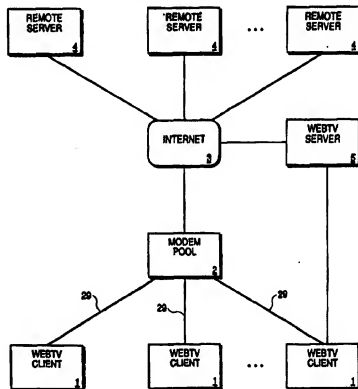 REMOTE SERVER 4
REMOTE SERVER 4
...
REMOTE SERVER 4
INTERNET 3
WEBTV SERVER 5
MODEM POOL 2
29
29
29
WEBTV CLIENT 1
WEBTV CLIENT 1
...
WEBTV CLIENT 1